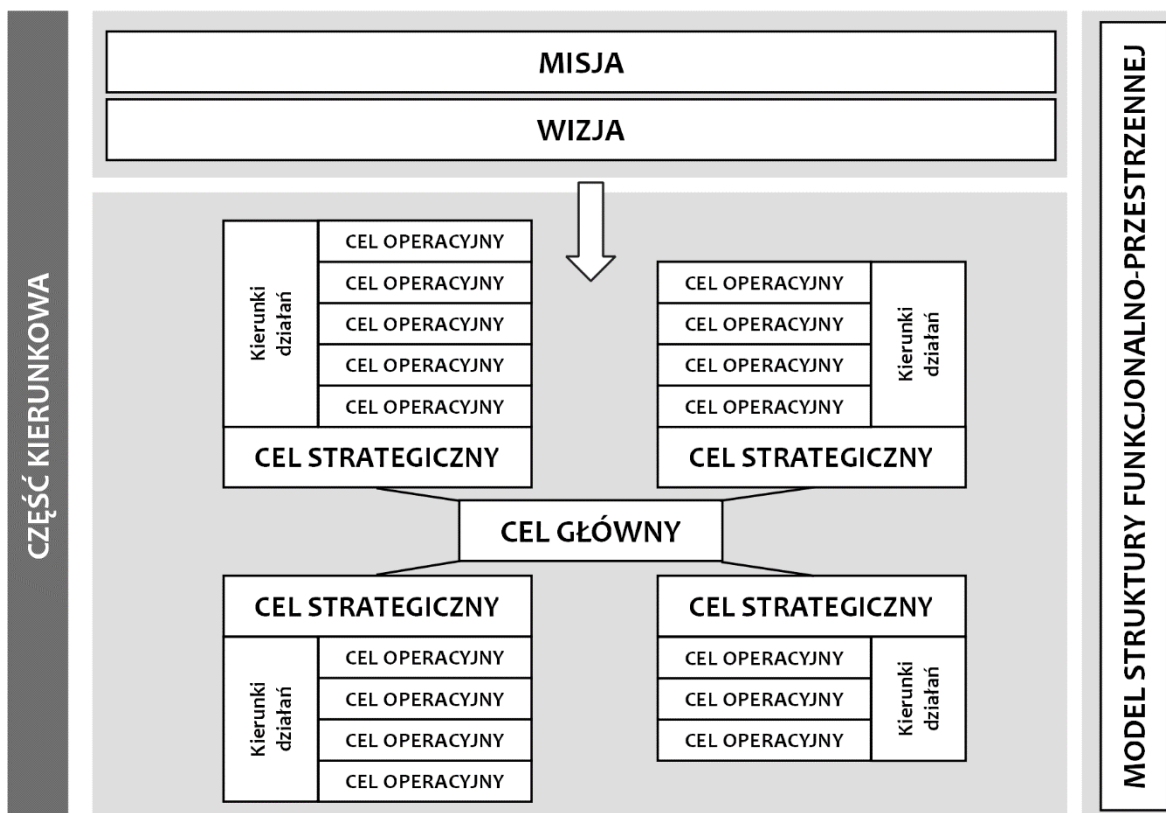 CZĘŚĆ KIERUNKOWA
MISJA
WIZJA
Kierunki
działań
CEL OPERACYJNY
CEL OPERACYJNY
CEL OPERACYJNY
CEL OPERACYJNY
CEL OPERACYJNY
CEL STRATEGICZNY
CEL OPERACYJNY
CEL OPERACYJNY
CEL OPERACYJNY
CEL OPERACYJNY
Kierunki
działań
CEL STRATEGICZNY
CEL GŁÓWNY
CEL STRATEGICZNY
Kierunki
działań
CEL OPERACYJNY
CEL OPERACYJNY
CEL OPERACYJNY
CEL OPERACYJNY
CEL STRATEGICZNY
CEL OPERACYJNY
CEL OPERACYJNY
CEL OPERACYJNY
Kierunki
działań
MODEL STRUKTURY FUNKCJONALNO-PRZESTRZENNEJ